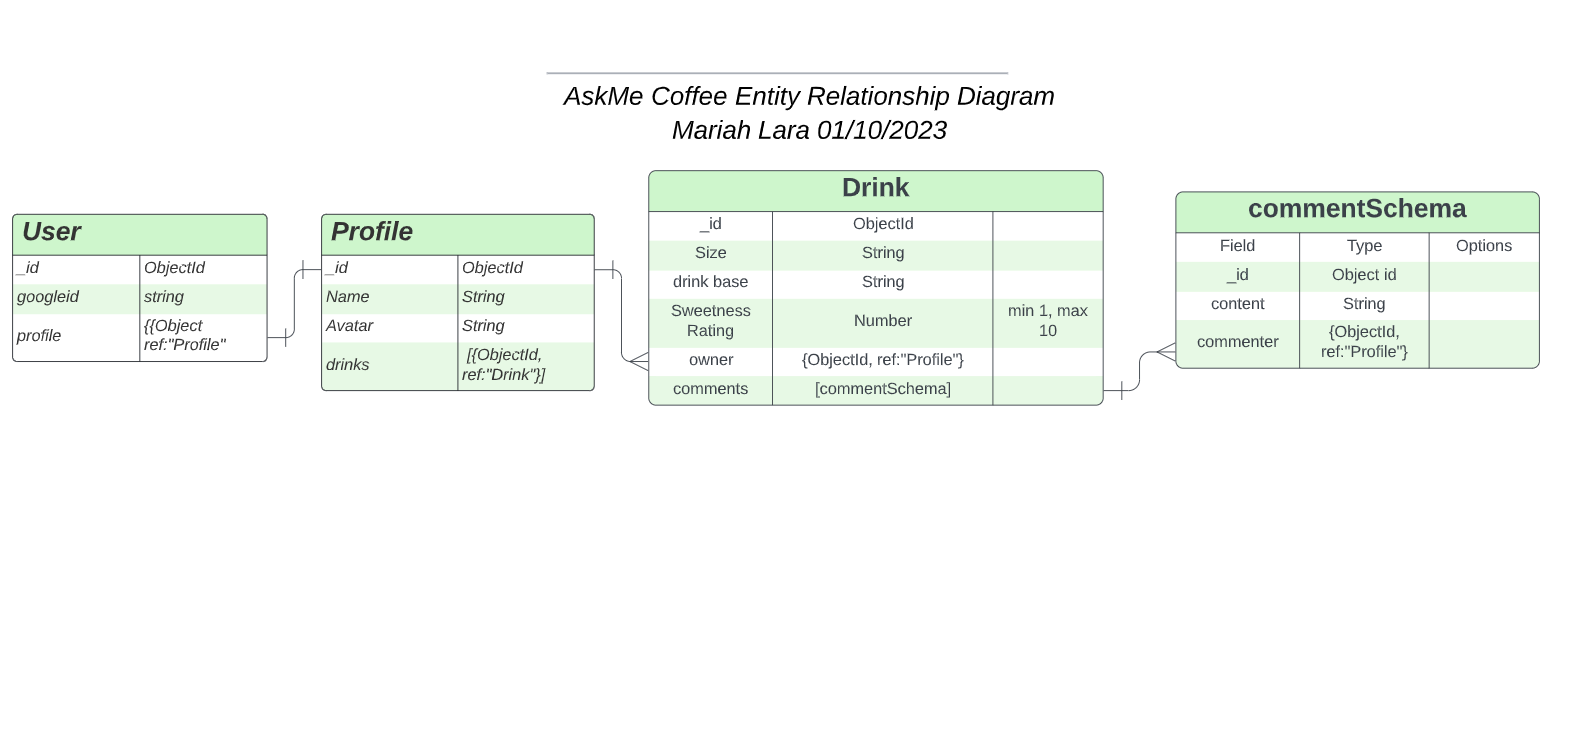 AskMe Coffee Entity Relationship Diagram
Mariah Lara 01/10/2023
User
_id ObjectId
googleid string
profile {{Object
ref:"Profile"
Profile
_id ObjectId
Name String
Avatar String
drinks [{ObjectId,
ref:"Drink"}]
Drink
_id ObjectId
Size String
drink base String
Sweetness
Rating Number min 1, max
10
owner {ObjectId, ref:"Profile"}
comments [commentSchema]
commentSchema
Field Type Options
_id Object id
content String
commenter {ObjectId,
ref:"Profile"}